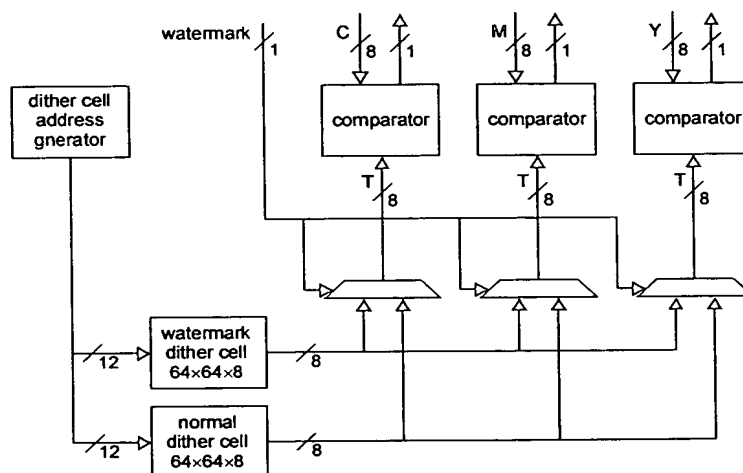 watermark
1
C
8
1
M
8
1
Y
8
1
dither cell
address
gnerator
comparator
comparator
comparator
T
8
T
8
T
8
12
watermark
dither cell
64×64×8
8
12
normal
dither cell
64×64×8
8